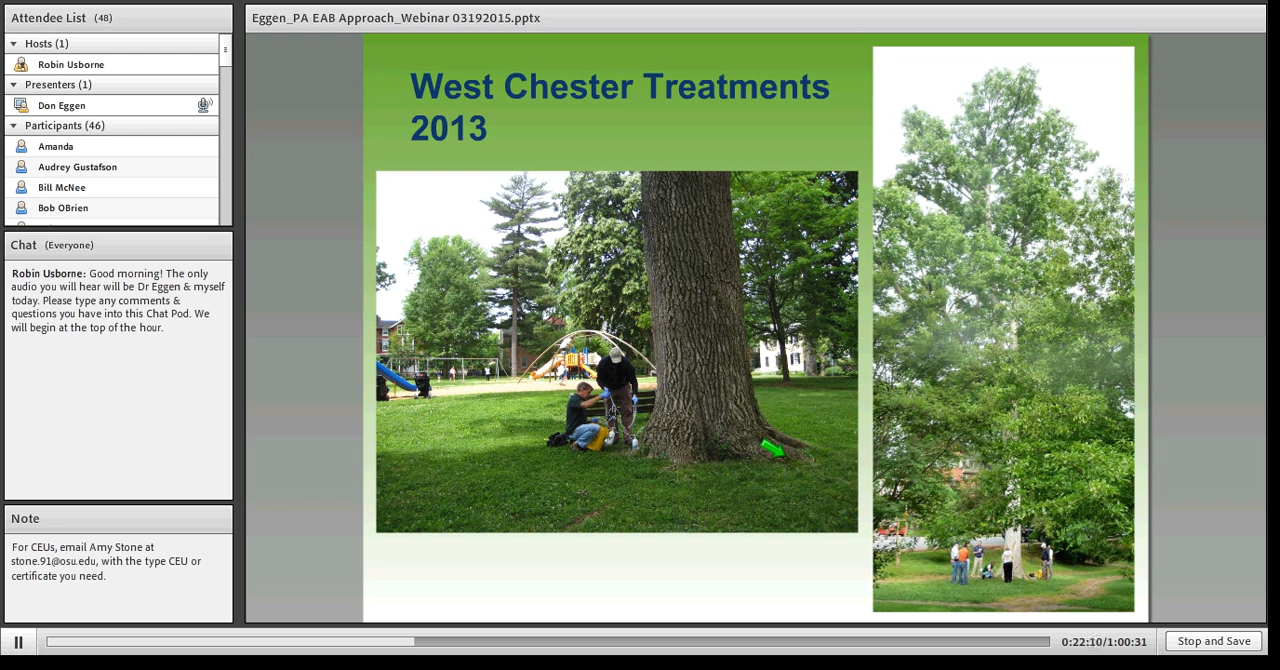 Attendee List (48)
Hosts (1)
Robin Usborne
Presenters (1)
Don Eggen
Participants (46)
Amanda
Audrey Gustafson
Bill McNee
Bob OBrien
Chat (Everyone)
Robin Usborne: Good morning! The only
audio you will hear will be Dr Eggen & myself
today. Please type any comments &
questions you have into this Chat Pod. We
will begin at the top of the hour.
Note
For CEUs, email Amy Stone at
stone.91@osu.edu, with the type CEU or
certificate you need.
Eggen_PA EAB Approach_Webinar 03192015.pptx
West Chester Treatments
2013
0:22:10/1:00:31
Stop and Save